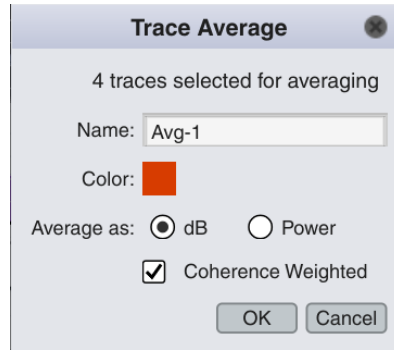 Trace Average
4 traces selected for averaging
Name: Avg-1
Color:
Average as: dB Power
Coherence Weighted
OK Cancel